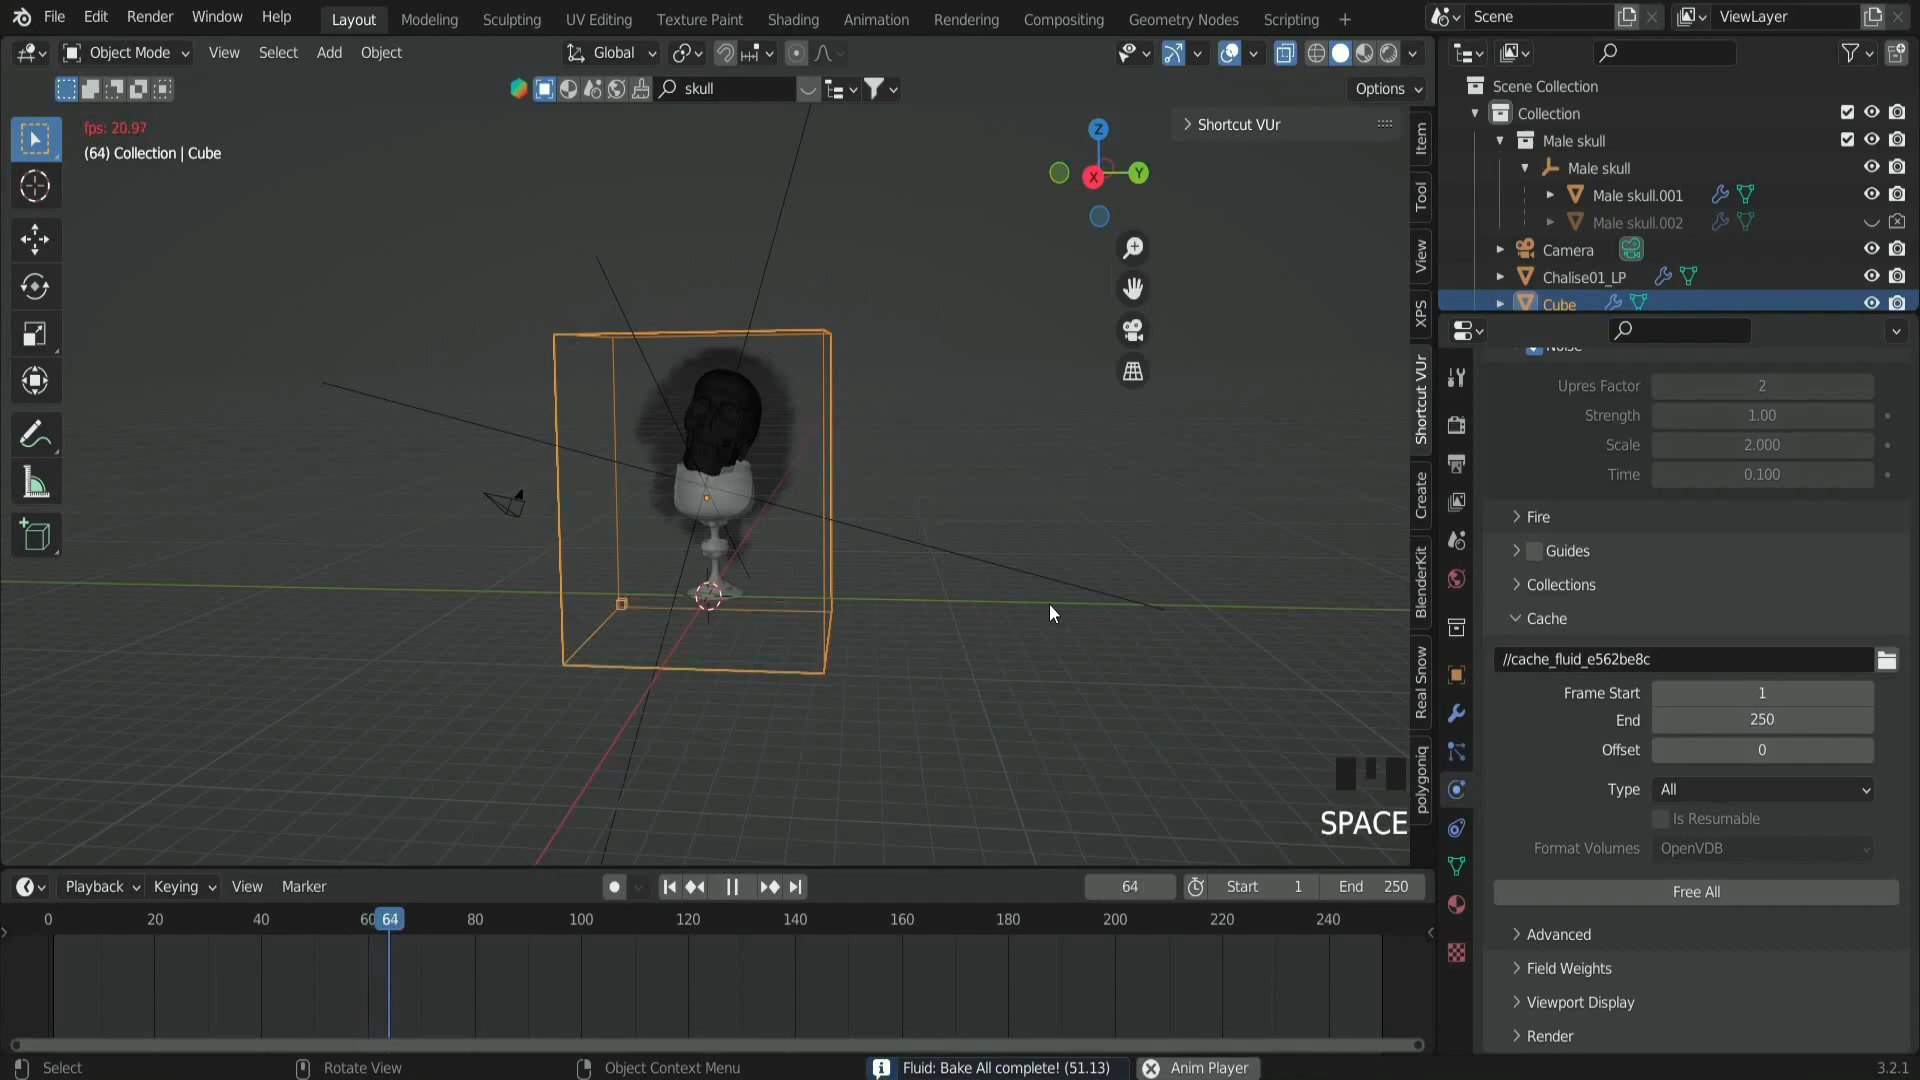 File Edit Render Window Help
Layout Modeling Sculpting UV Editing Texture Paint Shading Animation Rendering Compositing Geometry Nodes Scripting +
Scene
ViewLayer
Object Mode View Select Add Object
Global
skull
Options
fps: 20.97
(64) Collection | Cube
Shortcut VUr
Z
X
Y
Item
Tool
View
XPS
Shortcut VUr
Create
BlenderKit
Real Snow
polygoniq
SPACE
Scene Collection
Collection
Male skull
Male skull
Male skull.001
Male skull.002
Camera
Chalise01_LP
Cube
Noise
Upres Factor 2
Strength 1.00
Scale 2.000
Time 0.100
Fire
Guides
Collections
Cache
//cache_fluid_e562be8c
Frame Start 1
End 250
Offset 0
Type All
Is Resumable
Format Volumes OpenVDB
Free All
Advanced
Field Weights
Viewport Display
Render
Playback Keying View Marker
64
Start 1
End 250
0 20 40 60 64 80 100 120 140 160 180 200 220 240
Select
Rotate View
Object Context Menu
Fluid: Bake All complete! (51.13)
Anim Player
3.2.1